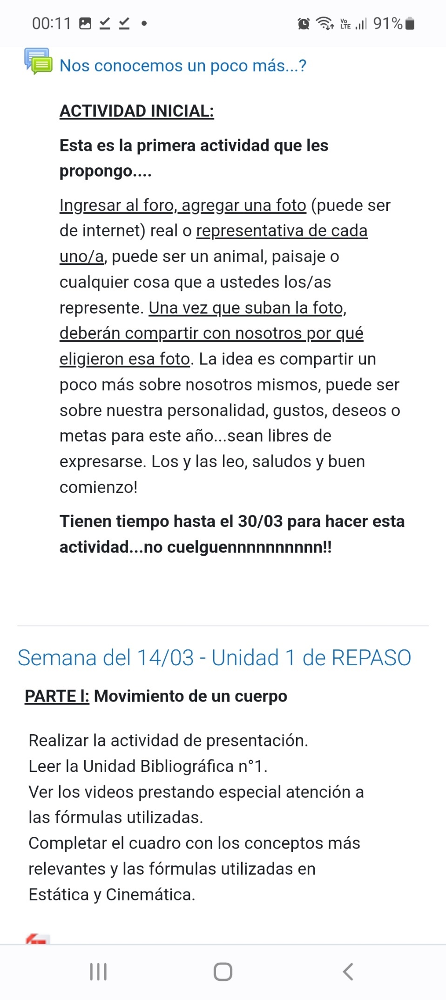 00:11
Vo LTE 91%
Nos conocemos un poco más...?
ACTIVIDAD INICIAL:
Esta es la primera actividad que les
propongo....
Ingresar al foro, agregar una foto (puede ser
de internet) real o representativa de cada
uno/a, puede ser un animal, paisaje o
cualquier cosa que a ustedes los/as
represente. Una vez que suban la foto,
deberán compartir con nosotros por qué
eligieron esa foto. La idea es compartir un
poco más sobre nosotros mismos, puede ser
sobre nuestra personalidad, gustos, deseos o
metas para este año...sean libres de
expresarse. Los y las leo, saludos y buen
comienzo!
Tienen tiempo hasta el 30/03 para hacer esta
actividad...no cuelguennnnnnnnn!!
Semana del 14/03 - Unidad 1 de REPASO
PARTE l: Movimiento de un cuerpo
Realizar la actividad de presentación.
Leer la Unidad Bibliográfica n°1.
Ver los videos prestando especial atención a
las fórmulas utilizadas.
Completar el cuadro con los conceptos más
relevantes y las fórmulas utilizadas en
Estática y Cinemática.